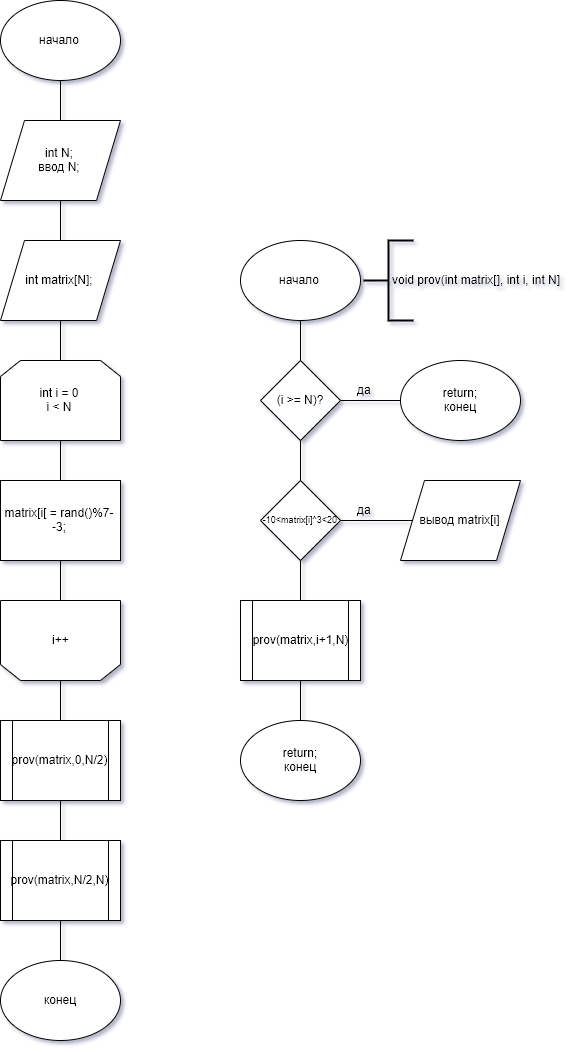 начало
int N;
ввод N;
int matrix[N];
int i = 0
i < N
matrix[i[ = rand()%7-
-3;
i++
prov(matrix,0,N/2)
prov(matrix,N/2,N)
конец
начало
void prov(int matrix[], int i, int N]
(i >= N)?
да
return;
конец
-10<matrix[i]^3<20
да
вывод matrix[i]
prov(matrix,i+1,N)
return;
конец